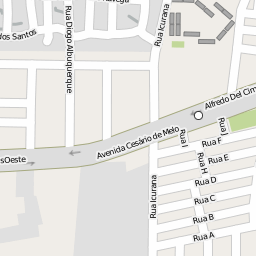 dos Santos
Rua Diogo Albuquerque
Rua Icurana
Alfredo Del Cim
Avenida Cesário de Melo
sOeste
Rua J
Rua I
Rua H
Rua F
Rua E
Rua D
Rua C
Rua B
Rua A
Rua Icurana